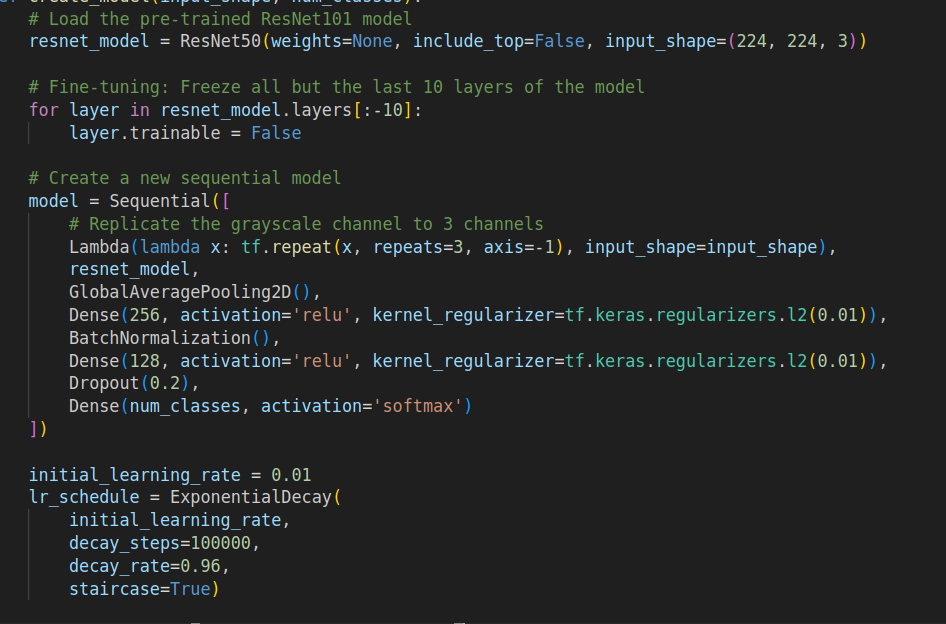 # Load the pre-trained ResNet101 model
resnet_model = ResNet50(weights=None, include_top=False, input_shape=(224, 224, 3))
# Fine-tuning: Freeze all but the last 10 layers of the model
for layer in resnet_model.layers[:-10]:
layer.trainable = False
# Create a new sequential model
model = Sequential([
# Replicate the grayscale channel to 3 channels
Lambda(lambda x: tf.repeat(x, repeats=3, axis=-1), input_shape=input_shape),
resnet_model,
GlobalAveragePooling2D(),
Dense(256, activation='relu', kernel_regularizer=tf.keras.regularizers.l2(0.01)),
BatchNormalization(),
Dense(128, activation='relu', kernel_regularizer=tf.keras.regularizers.l2(0.01)),
Dropout(0.2),
Dense(num_classes, activation='softmax')
])
initial_learning_rate = 0.01
lr_schedule = ExponentialDecay(
initial_learning_rate,
decay_steps=100000,
decay_rate=0.96,
staircase=True)